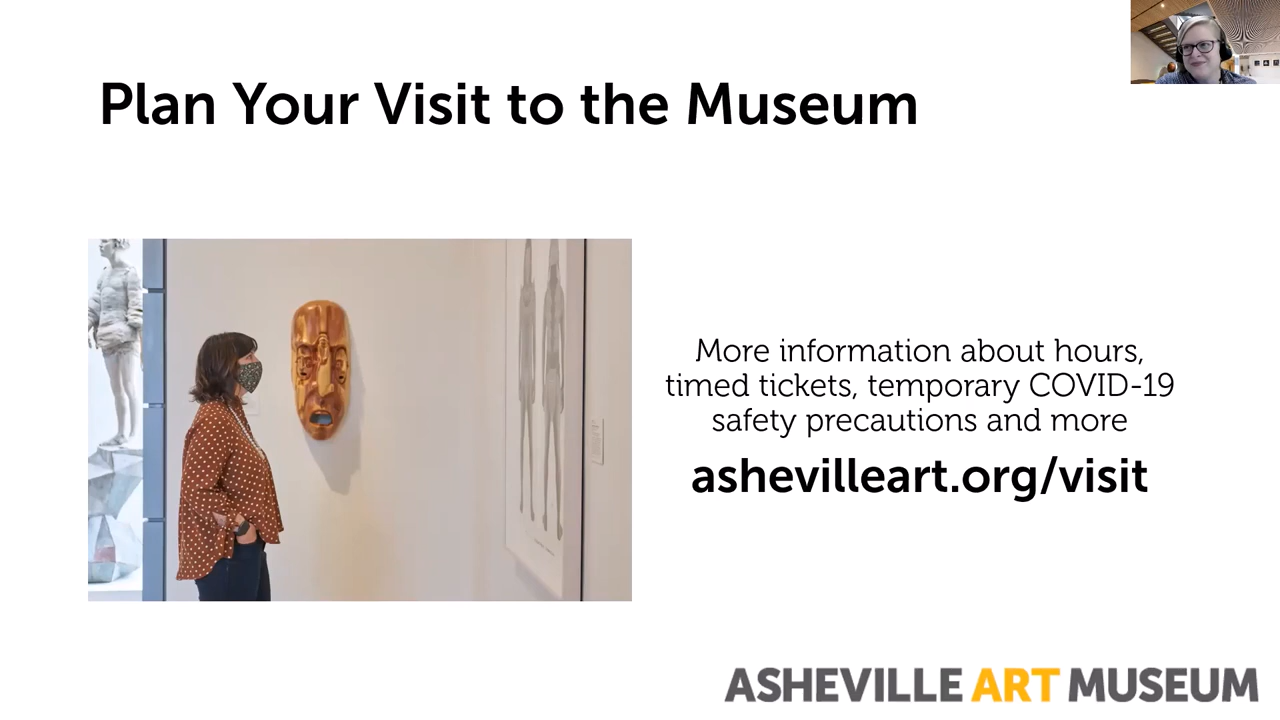 Plan Your Visit to the Museum
More information about hours,
timed tickets, temporary COVID-19
safety precautions and more
ashevilleart.org/visit
ASHEVILLE ART MUSEUM